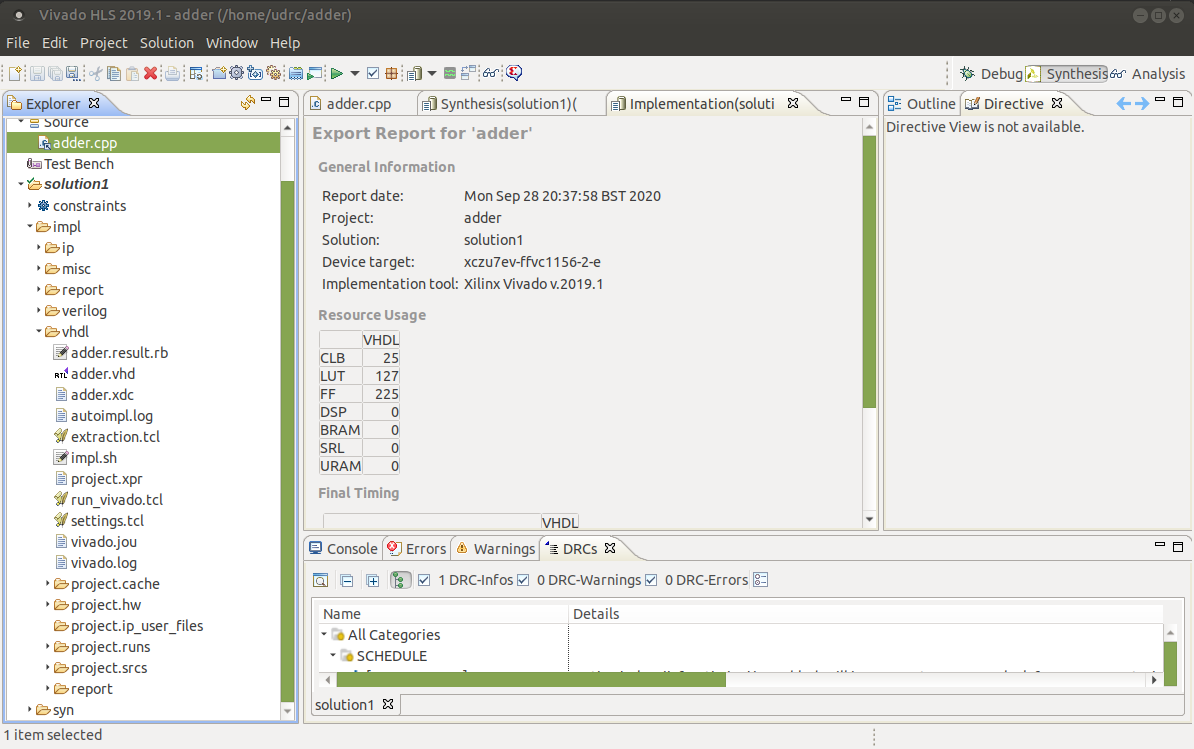 Vivado HLS 2019.1 - adder (/home/udrc/adder)
File Edit Project Solution Window Help
Debug Synthesis Analysis
Explorer
Source
adder.cpp
Test Bench
solution1
constraints
impl
ip
misc
report
verilog
vhdl
adder.result.rb
RTL adder.vhd
adder.xdc
autoimpl.log
extraction.tcl
impl.sh
project.xpr
run_vivado.tcl
settings.tcl
vivado.jou
vivado.log
project.cache
project.hw
project.ip_user_files
project.runs
project.srcs
report
syn
adder.cpp Synthesis(solution1)( Implementation(soluti
Export Report for 'adder'
General Information
Report date: Mon Sep 28 20:37:58 BST 2020
Project: adder
Solution: solution1
Device target: xczu7ev-ffvc1156-2-e
Implementation tool: Xilinx Vivado v.2019.1
Resource Usage
VHDL
CLB 25
LUT 127
FF 225
DSP 0
BRAM 0
SRL 0
URAM 0
Final Timing
VHDL
Outline Directive
Directive View is not available.
Console Errors Warnings DRCs
1 DRC-Infos 0 DRC-Warnings 0 DRC-Errors
Name Details
All Categories
SCHEDULE
solution1
1 item selected